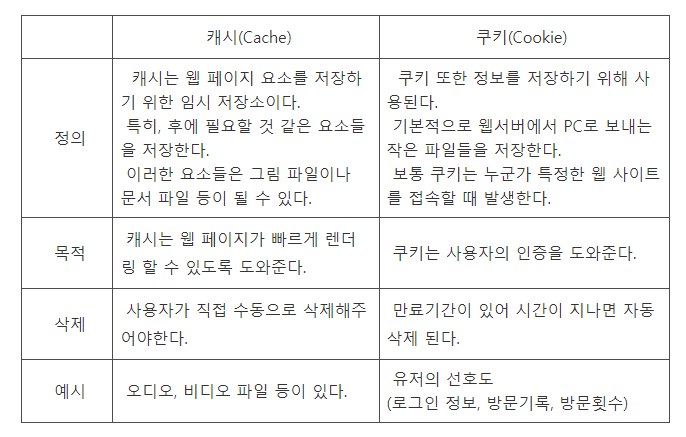 캐시(Cache)
쿠키(Cookie)
정의
캐시는 웹 페이지 요소를 저장하
기 위한 임시 저장소이다.
특히, 후에 필요할 것 같은 요소들
을 저장한다.
이러한 요소들은 그림 파일이나
문서 파일 등이 될 수 있다.
쿠키 또한 정보를 저장하기 위해 사
용된다.
기본적으로 웹서버에서 PC로 보내는
작은 파일들을 저장한다.
보통 쿠키는 누군가 특정한 웹 사이트
를 접속할 때 발생한다.
목적
캐시는 웹 페이지가 빠르게 렌더
링 할 수 있도록 도와준다.
쿠키는 사용자의 인증을 도와준다.
삭제
사용자가 직접 수동으로 삭제해주
어야한다.
만료기간이 있어 시간이 지나면 자동
삭제 된다.
예시
오디오, 비디오 파일 등이 있다.
유저의 선호도
(로그인 정보, 방문기록, 방문횟수)